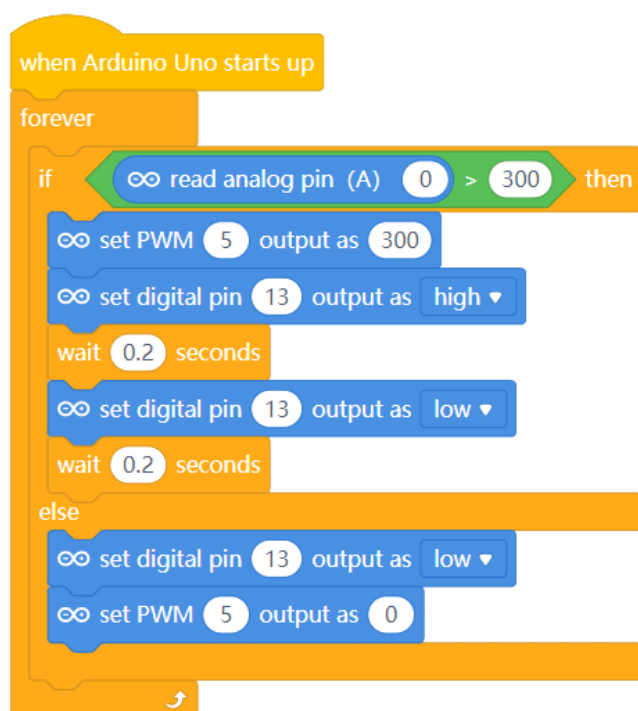 when Arduino Uno starts up
forever
if read analog pin (A) 0 > 300 then
set PWM 5 output as 300
set digital pin 13 output as high
wait 0.2 seconds
set digital pin 13 output as low
wait 0.2 seconds
else
set digital pin 13 output as low
set PWM 5 output as 0